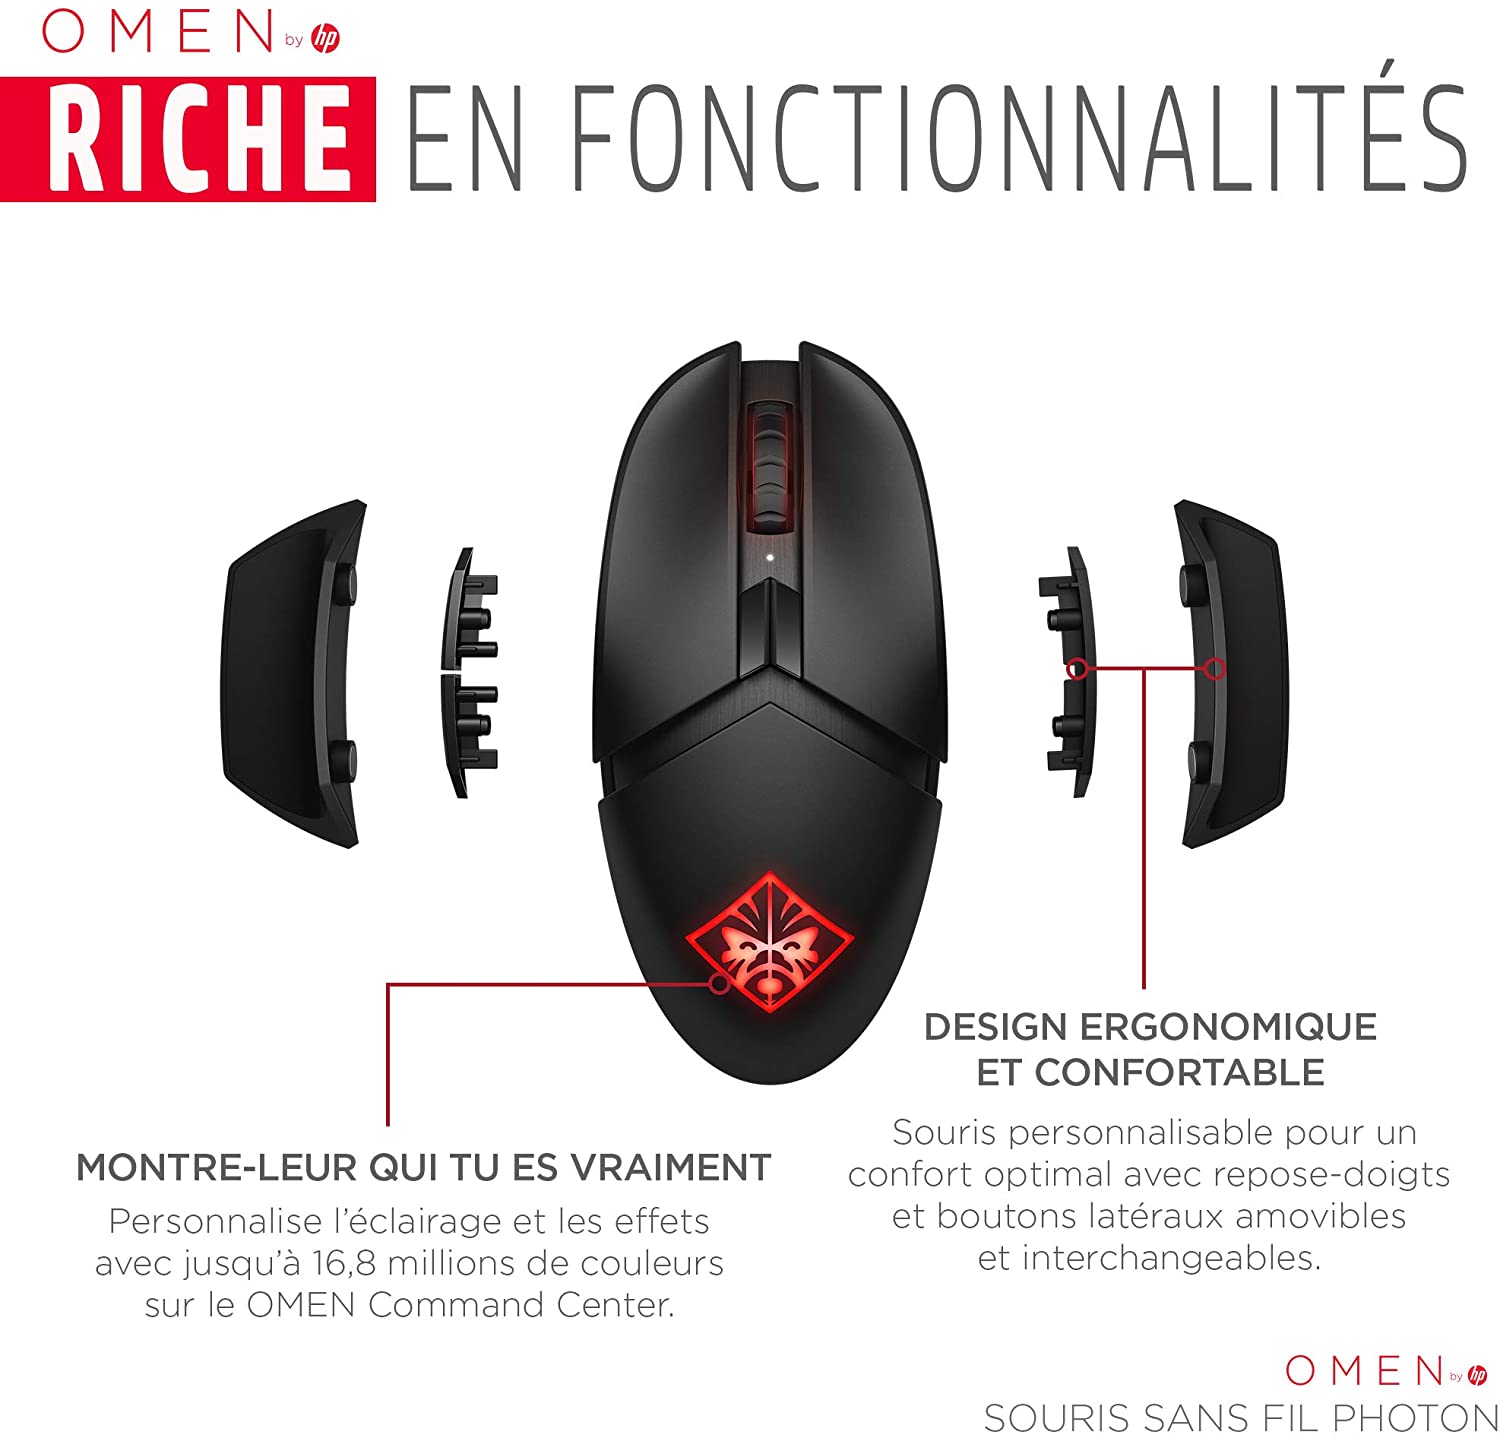 OMEN by hp
RICHE EN FONCTIONNALITÉS
DESIGN ERGONOMIQUE
ET CONFORTABLE
Souris personnalisable pour un
confort optimal avec repose-doigts
et boutons latéraux amovibles
et interchangeables.
MONTRE-LEUR QUI TU ES VRAIMENT
Personnalise l'éclairage et les effets
avec jusqu'à 16,8 millions de couleurs
sur le OMEN Command Center.
OMEN by hp
SOURIS SANS FIL PHOTON